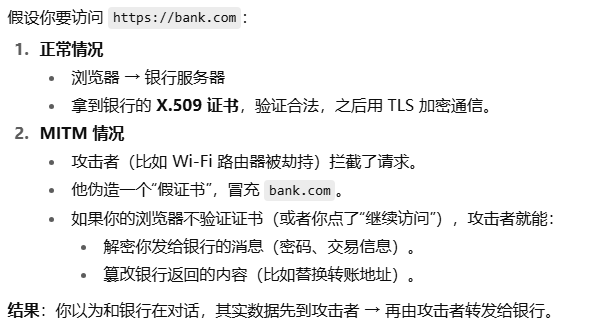 假设你要访问 https://bank.com：
1. 正常情况
• 浏览器 → 银行服务器
• 拿到银行的 X.509 证书，验证合法，之后用 TLS 加密通信。
2. MITM 情况
• 攻击者（比如 Wi-Fi 路由器被劫持）拦截了请求。
• 他伪造一个“假证书”，冒充 bank.com。
• 如果你的浏览器不验证证书（或者你点了“继续访问”），攻击者就能：
• 解密你发给银行的消息（密码、交易信息）。
• 篡改银行返回的内容（比如替换转账地址）。
结果：你以为和银行在对话，其实数据先到攻击者 → 再由攻击者转发给银行。